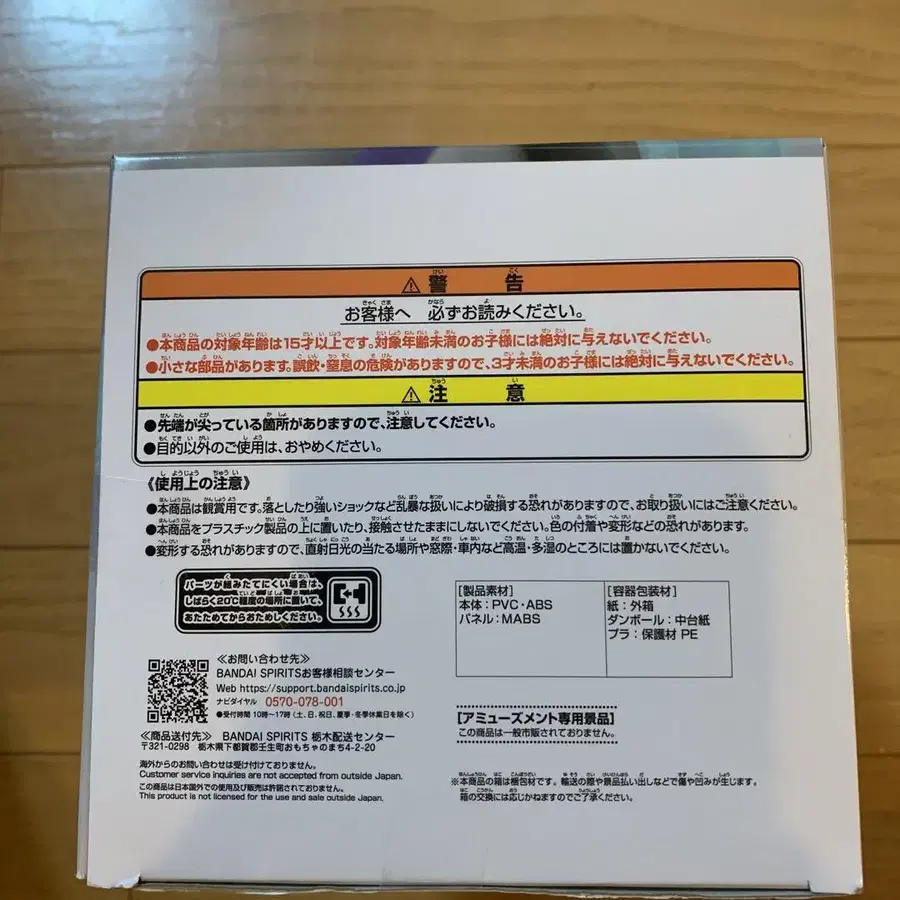 ⚠警告
お客様へ 必ずお読みください。
●本商品の対象年齢は15才以上です。対象年齢未満のお子様には絶対に与えないでください。
●小さな部品があります。誤飲・窒息の危険がありますので、3才未満のお子様には絶対に与えないでください。
⚠注意
●先端が尖っている箇所がありますので、注意してください。
●目的以外のご使用は、おやめください。
《使用上の注意》
●本商品は観賞用です。落としたり強いショックなど乱暴な扱いにより破損する恐れがありますので、お取り扱いにはご注意ください。
●本商品をプラスチック製品の上に置いたり、接触させたままにしないでください。色の付着や変形などの恐れがあります。
●変形する恐れがありますので、直射日光の当たる場所や窓際・車内など高温・多湿のところには置かないでください。
パーツが組みたてにくい場合は、
しばらく20℃程度の場所に置いて、
あたためてからおためしください。
[製品素材]
本体:PVC・ABS
パネル:MABS
[容器包装材]
紙:外箱
ダンボール:中台紙
プラ:保護材 PE
≪お問い合わせ先≫
BANDAI SPIRITSお客様相談センター
Web https://support.bandaispirits.co.jp
ナビダイヤル 0570-078-001
●受付時間 10時〜17時(土、日、祝日、夏季・冬季休業日を除く)
≪商品送付先≫ BANDAI SPIRITS 栃木配送センター
〒321-0298 栃木県下都賀郡壬生町おもちゃのまち4-2-20
海外からのお問い合わせは受け付けておりません。
Customer service inquiries are not accepted from outside Japan.
この商品は日本国外での使用及び販売は許諾されておりません。
This product is not licensed for the use and sale outside Japan.
[アミューズメント専用景品]
この商品は一般市販されておりません。
※本商品の箱は梱包材です。輸送の際や景品払い出しなどで傷や凹みが生じます。
箱の交換には応じかねますのでご了承ください。